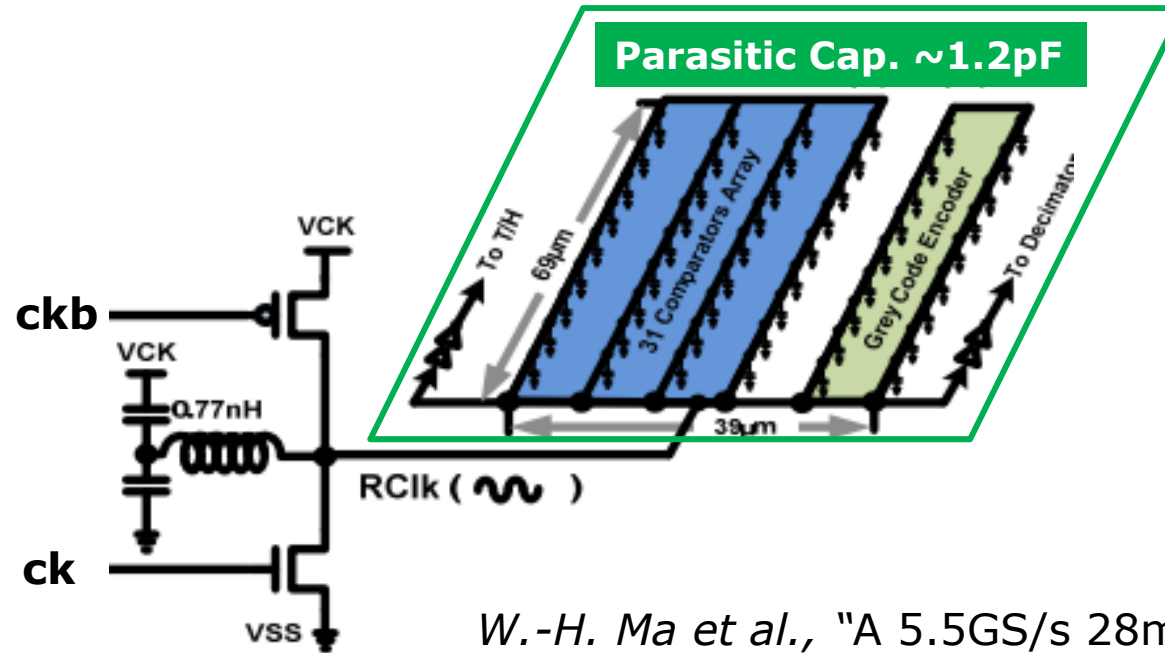 Parasitic Cap. ~1.2pF
VCK
To T/H
69µm
31 Comparators Array
Grey Code Encoder
To Decimator
ckb
VCK
0.77nH
39µm
RClk ( )
ck
VSS
W.-H. Ma et al., “A 5.5GS/s 28m